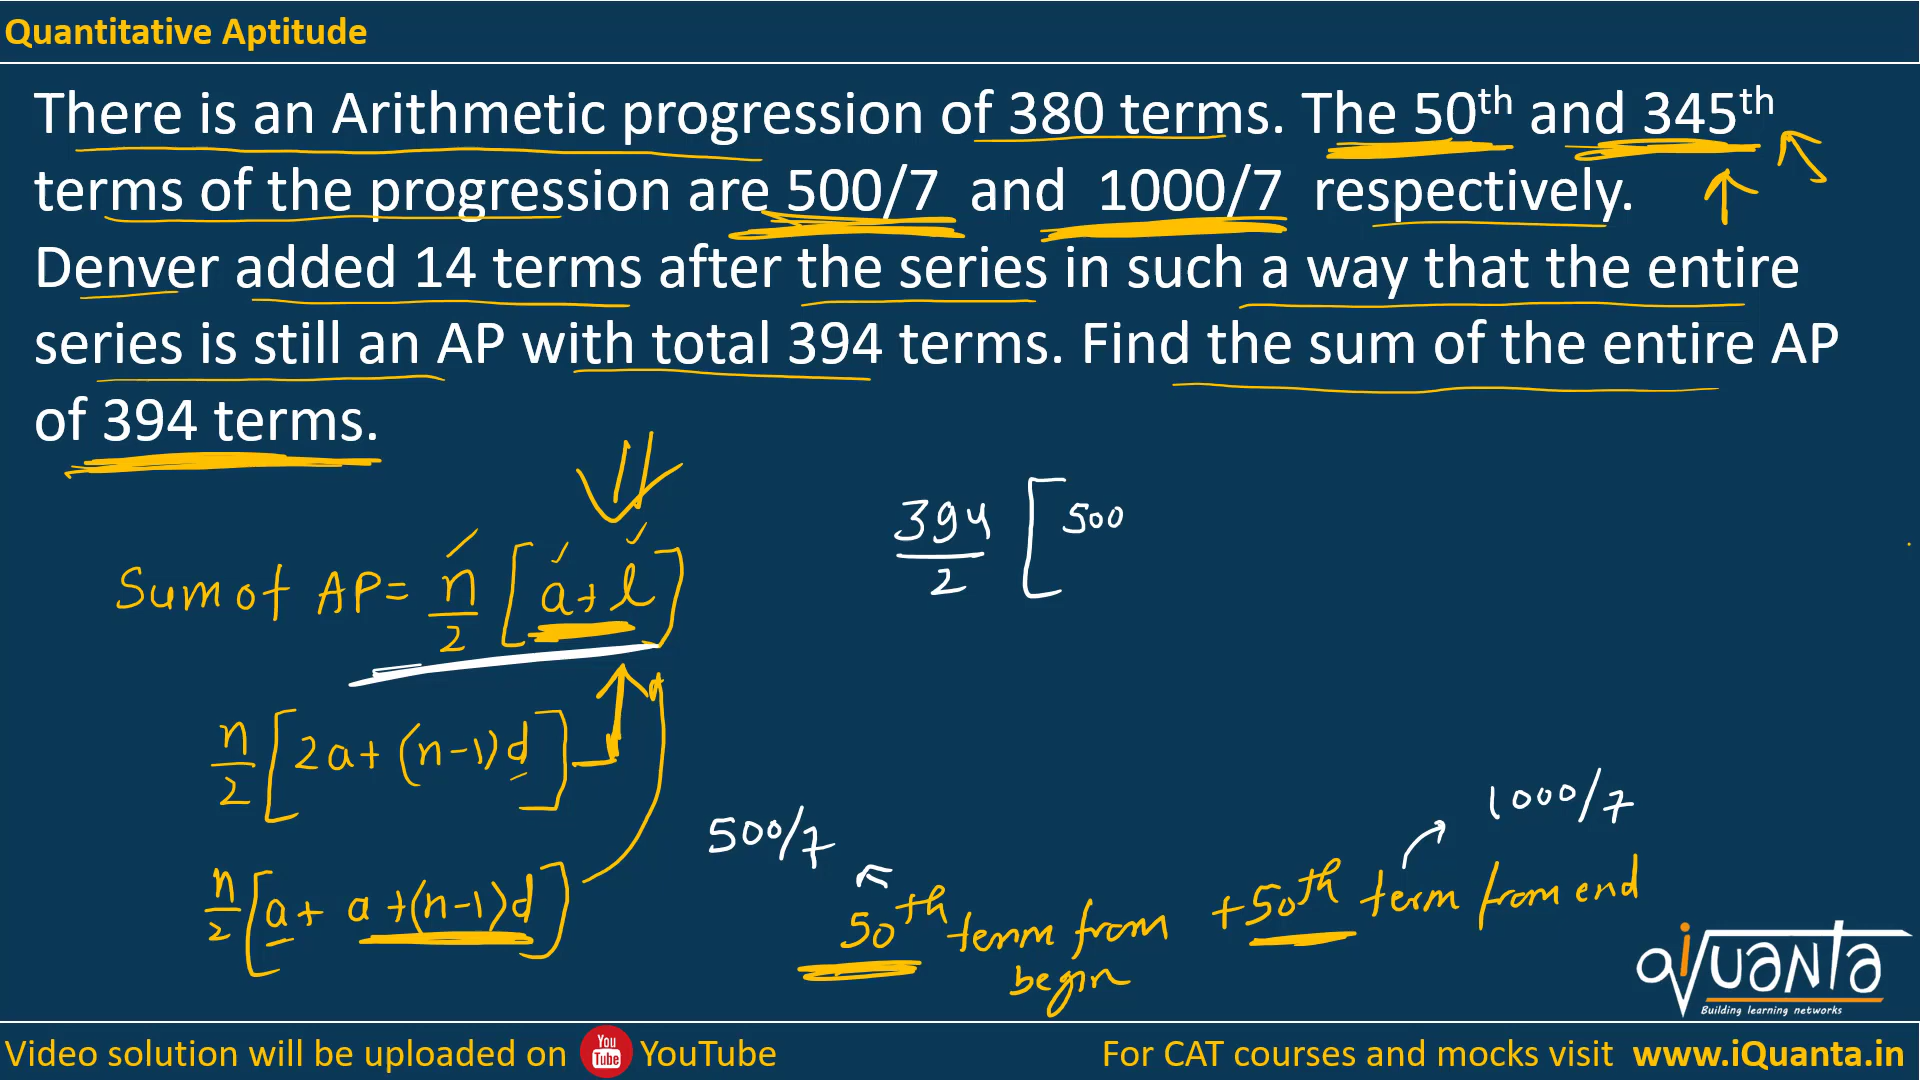 Quantitative Aptitude
There is an Arithmetic progression of 380 terms. The 50th and 345th
terms of the progression are 500/7 and 1000/7 respectively.
Denver added 14 terms after the series in such a way that the entire
series is still an AP with total 394 terms. Find the sum of the entire AP
of 394 terms.
394/2 [500
Sum of AP = n/2 [a+l]
n/2 [2a+(n-1)d]
n/2 [a+ a+(n-1)d]
500/7
1000/7
50th term from begin + 50th term from end
QiUANTA
Building learning networks
Video solution will be uploaded on You Tube YouTube
For CAT courses and mocks visit www.iQuanta.in